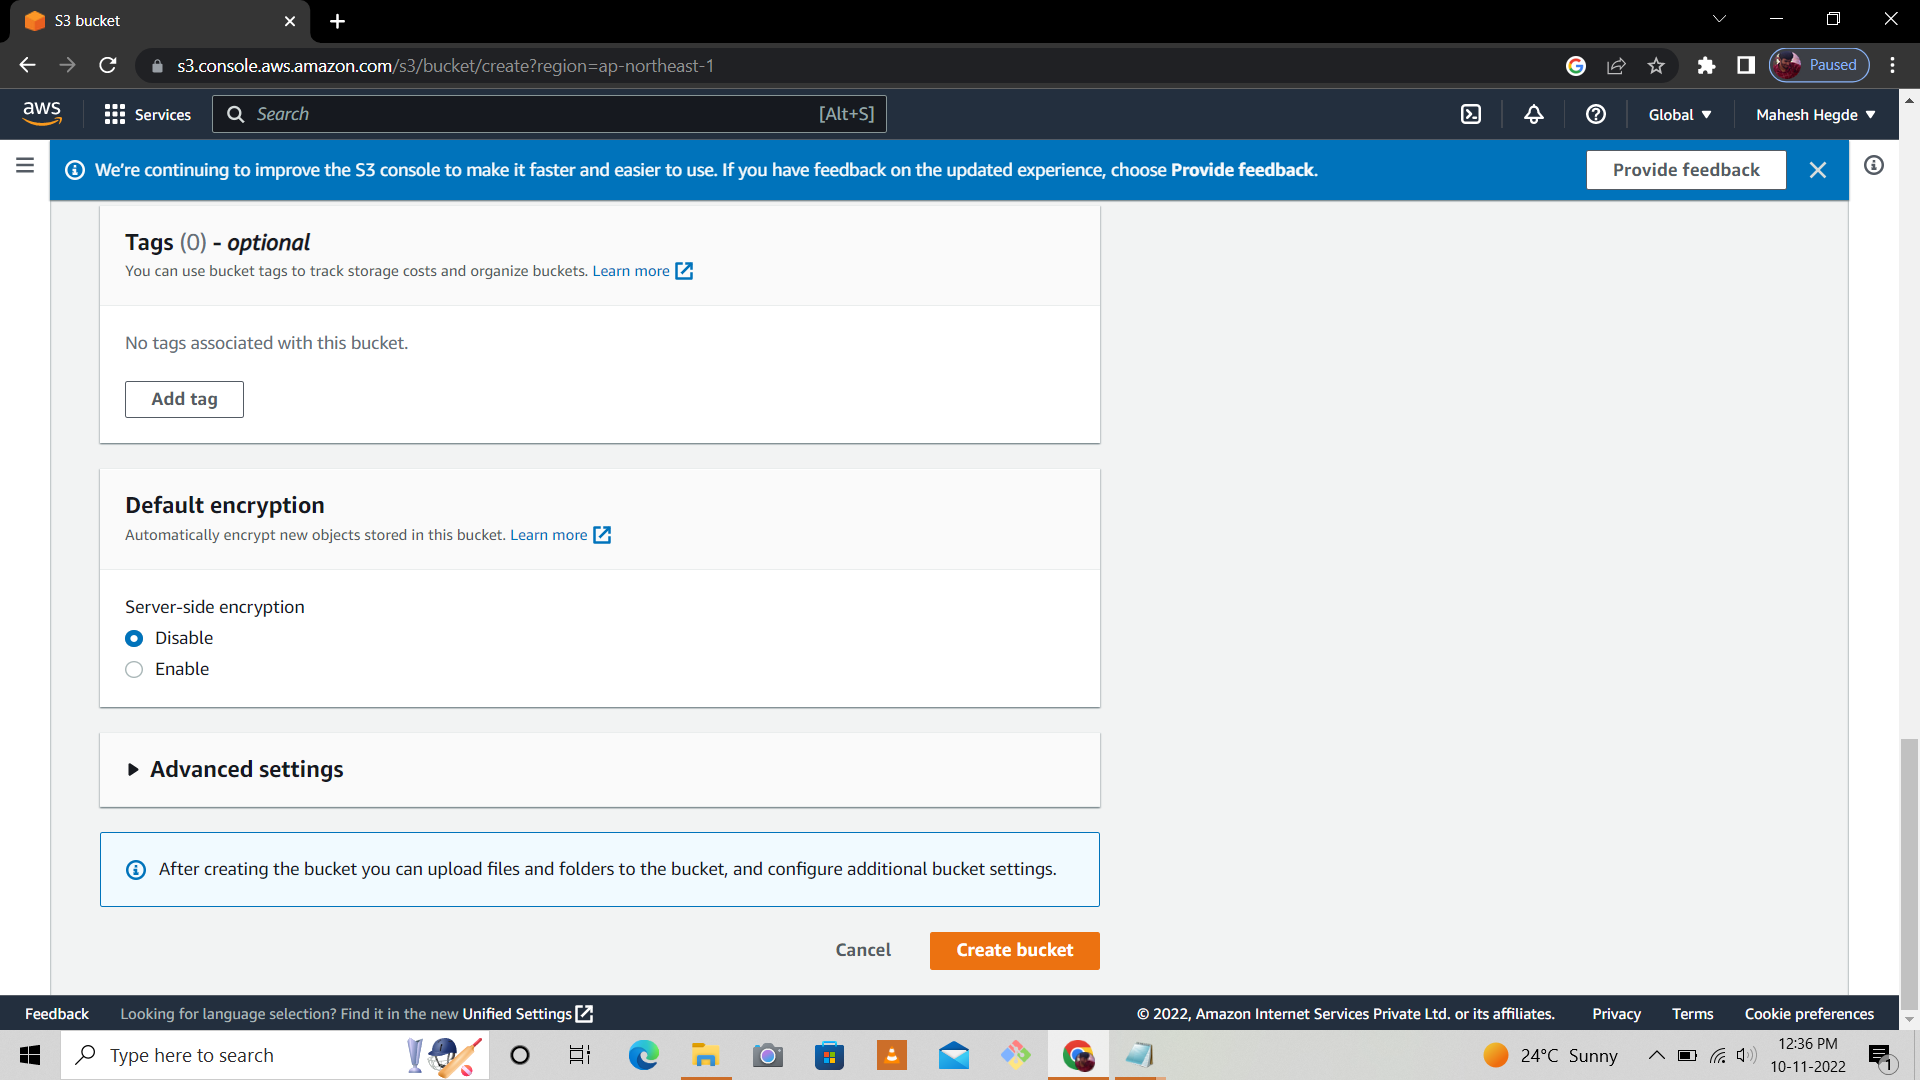 S3 bucket
s3.console.aws.amazon.com/s3/bucket/create?region=ap-northeast-1
Paused
aws
Services
Search
[Alt+S]
Global
Mahesh Hegde
We're continuing to improve the S3 console to make it faster and easier to use. If you have feedback on the updated experience, choose Provide feedback.
Provide feedback
Tags (0) - optional
You can use bucket tags to track storage costs and organize buckets. Learn more
No tags associated with this bucket.
Add tag
Default encryption
Automatically encrypt new objects stored in this bucket. Learn more
Server-side encryption
Disable
Enable
Advanced settings
After creating the bucket you can upload files and folders to the bucket, and configure additional bucket settings.
Cancel
Create bucket
Feedback
Looking for language selection? Find it in the new Unified Settings
© 2022, Amazon Internet Services Private Ltd. or its affiliates.
Privacy
Terms
Cookie preferences
Type here to search
24°C Sunny
12:36 PM
10-11-2022
1